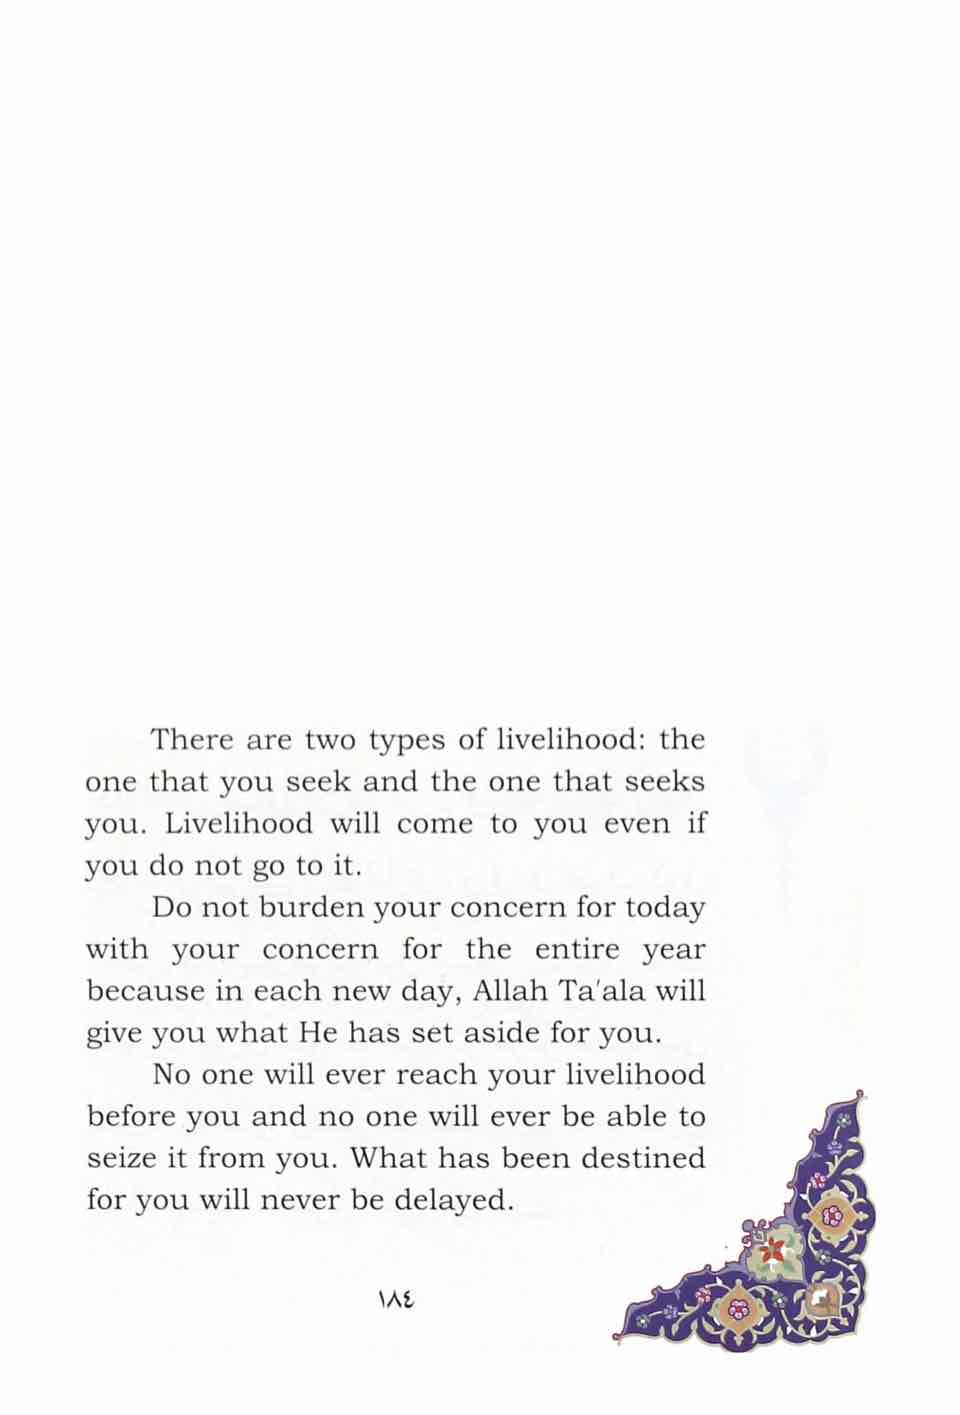 There are two types of livelihood: the
one that you seek and the one that seeks
you. Livelihood will come to you even if
you do not go to it.
Do not burden your concern for today
with your concern for the entire year
because in each new day, Allah Ta'ala will
give you what He has set aside for you.
No one will ever reach your livelihood
before you and no one will ever be able to
seize it from you. What has been destined
for you will never be delayed.
١٨٤